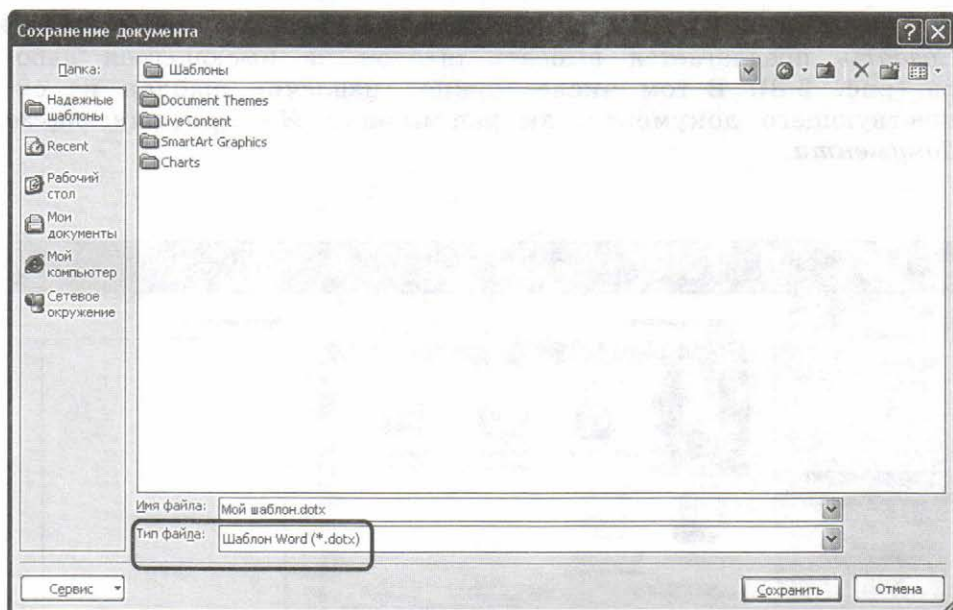 Сохранение документа
Папка:
Шаблоны
Надежные
шаблоны
Recent
Рабочий
стол
Мои
документы
Мой
компьютер
Сетевое
окружение
Document Themes
LiveContent
SmartArt Graphics
Charts
Имя файла:
Мой шаблон.dotx
Тип файла:
Шаблон Word (*.dotx)
Сервис
Сохранить
Отмена